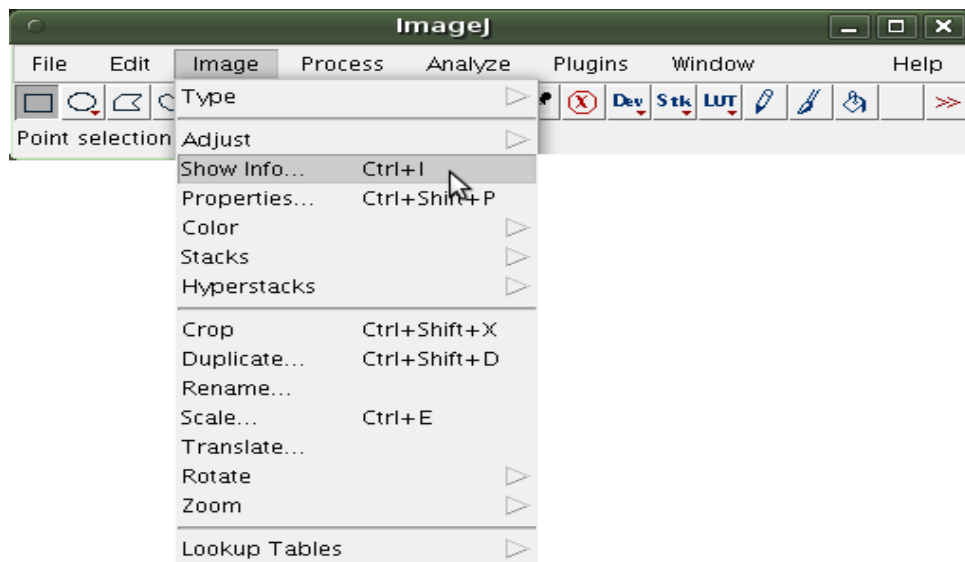 ImageJ
File Edit Image Process Analyze Plugins Window Help
Dev Stk LUT >>
Point selection
Type
Adjust
Show Info... Ctrl+I
Properties... Ctrl+Shift+P
Color
Stacks
Hyperstacks
Crop Ctrl+Shift+X
Duplicate... Ctrl+Shift+D
Rename...
Scale... Ctrl+E
Translate...
Rotate
Zoom
Lookup Tables